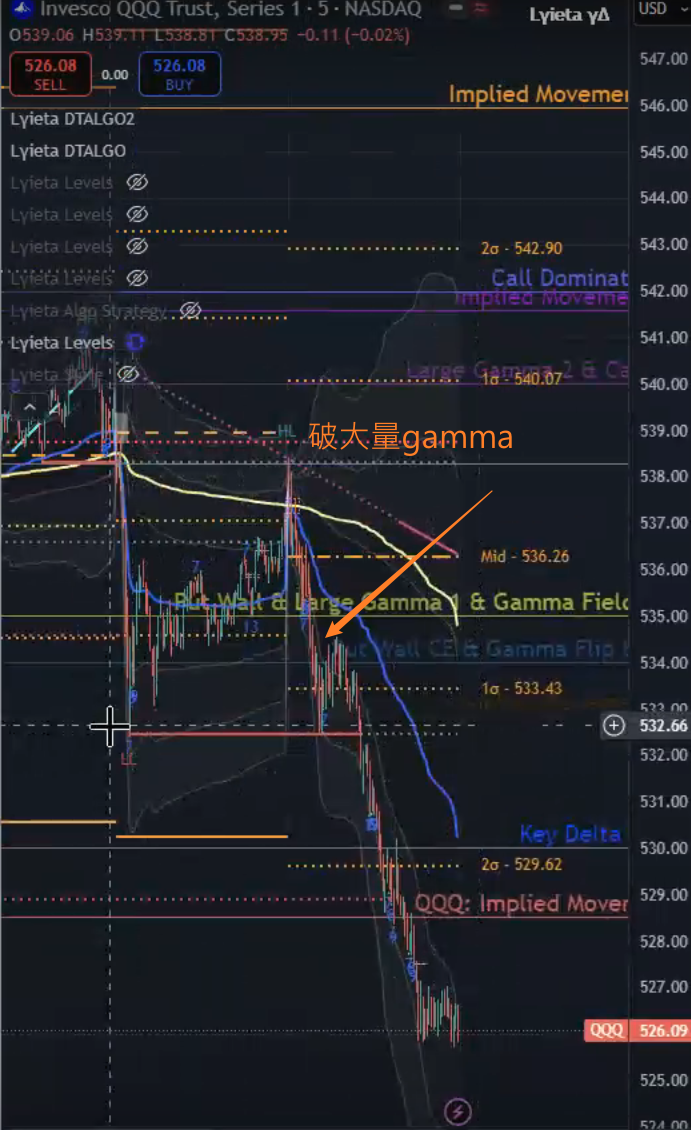 Invesco QQQ Trust, Series 1 · 5 · NASDAQ
Lyieta γΔ
USD
O539.06 H539.11 L538.81 C538.95 −0.11 (−0.02%)
526.08
SELL
0.00
526.08
BUY
547.00
Implied Movemer
546.00
Lyieta DTALGO2
Lyieta DTALGO
545.00
Lyieta Levels
544.00
Lyieta Levels
Lyieta Levels
2σ - 542.90
543.00
Lyieta Levels
Call Dominat
542.00
Implied Moveme
Lyieta Algo Strategy
Lyieta Levels
541.00
Large Gamma 2 & Ca
Lyieta
1σ - 540.07
540.00
HL
破大量gamma
539.00
538.00
537.00
Mid - 536.26
536.00
7
7
Put Wall & Large Gamma 1 & Gamma Field
535.00
13
ut Wall CE & Gamma Flip
534.00
1σ - 533.43
9
533.00
7
532.66
LL
532.00
531.00
Key Delta
530.00
2σ - 529.62
529.00
QQQ: Implied Mover
9
528.00
527.00
QQQ
526.09
525.00
524.00